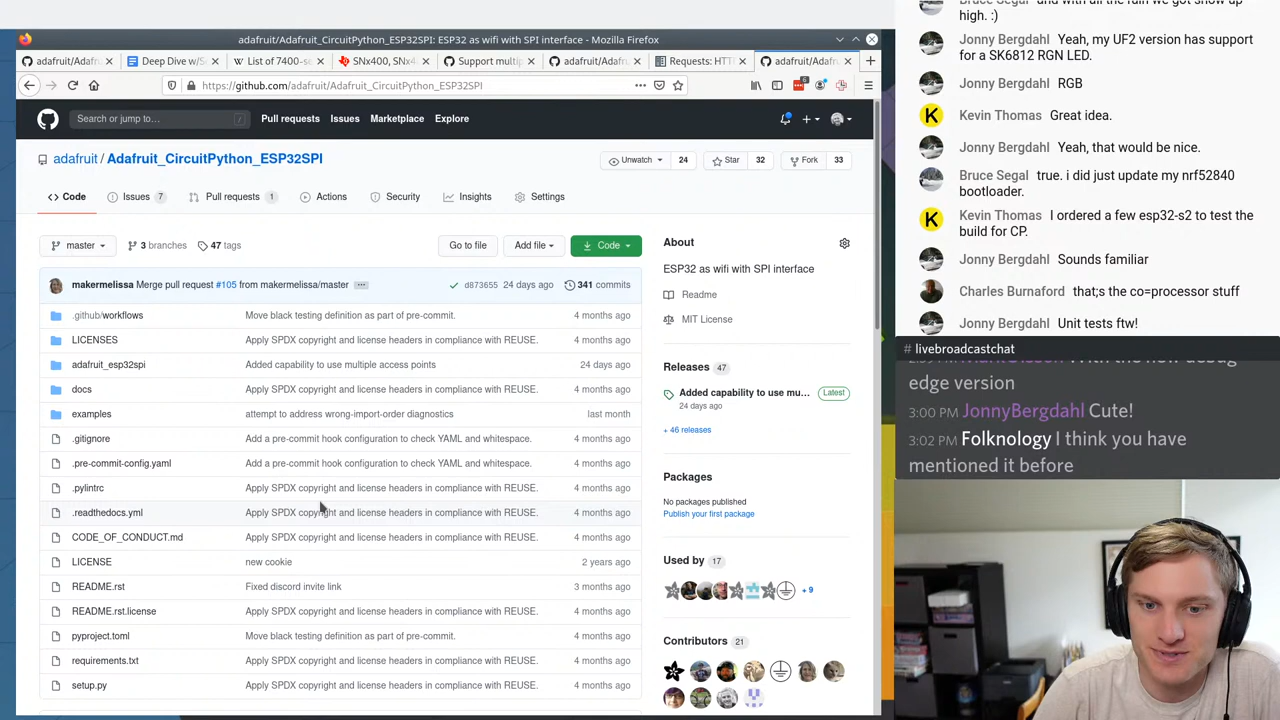 adafruit/Adafruit_CircuitPython_ESP32SPI: ESP32 as wifi with SPI interface - Mozilla Firefox
adafruit/Adafru
Deep Dive w/Sc
List of 7400-se
SNx400, SNx4
Support multip
adafruit/Adafru
Requests: HTT
adafruit/Adafru
https://github.com/adafruit/Adafruit_CircuitPython_ESP32SPI
Search or jump to…
/
Pull requests
Issues
Marketplace
Explore
adafruit / Adafruit_CircuitPython_ESP32SPI
Unwatch 24
Star 32
Fork 33
Code
Issues 7
Pull requests 1
Actions
Security
Insights
Settings
master
3 branches
47 tags
Go to file
Add file
Code
makermelissa Merge pull request #105 from makermelissa/master
d873655 24 days ago
341 commits
.github/workflows Move black testing definition as part of pre-commit. 4 months ago
LICENSES Apply SPDX copyright and license headers in compliance with REUSE. 4 months ago
adafruit_esp32spi Added capability to use multiple access points 24 days ago
docs Apply SPDX copyright and license headers in compliance with REUSE. 4 months ago
examples attempt to address wrong-import-order diagnostics last month
.gitignore Add a pre-commit hook configuration to check YAML and whitespace. 4 months ago
.pre-commit-config.yaml Add a pre-commit hook configuration to check YAML and whitespace. 4 months ago
.pylintrc Apply SPDX copyright and license headers in compliance with REUSE. 4 months ago
.readthedocs.yml Apply SPDX copyright and license headers in compliance with REUSE. 4 months ago
CODE_OF_CONDUCT.md Apply SPDX copyright and license headers in compliance with REUSE. 4 months ago
LICENSE new cookie 2 years ago
README.rst Fixed discord invite link 3 months ago
README.rst.license Apply SPDX copyright and license headers in compliance with REUSE. 4 months ago
pyproject.toml Move black testing definition as part of pre-commit. 4 months ago
requirements.txt Apply SPDX copyright and license headers in compliance with REUSE. 4 months ago
setup.py Apply SPDX copyright and license headers in compliance with REUSE. 4 months ago
About
ESP32 as wifi with SPI interface
Readme
MIT License
Releases 47
Added capability to use mu... Latest
24 days ago
+ 46 releases
Packages
No packages published
Publish your first package
Used by 17
+ 9
Contributors 21
Bruce Segal and with all the rain we got show up
high. :)
Jonny Bergdahl Yeah, my UF2 version has support
for a SK6812 RGN LED.
Jonny Bergdahl RGB
Kevin Thomas Great idea.
Jonny Bergdahl Yeah, that would be nice.
Bruce Segal true. i did just update my nrf52840
bootloader.
Kevin Thomas I ordered a few esp32-s2 to test the
build for CP.
Jonny Bergdahl Sounds familiar
Charles Burnaford that;s the co=processor stuff
Jonny Bergdahl Unit tests ftw!
# livebroadcastchat
edge version
3:00 PM JonnyBergdahl Cute!
3:02 PM Folknology I think you have
mentioned it before